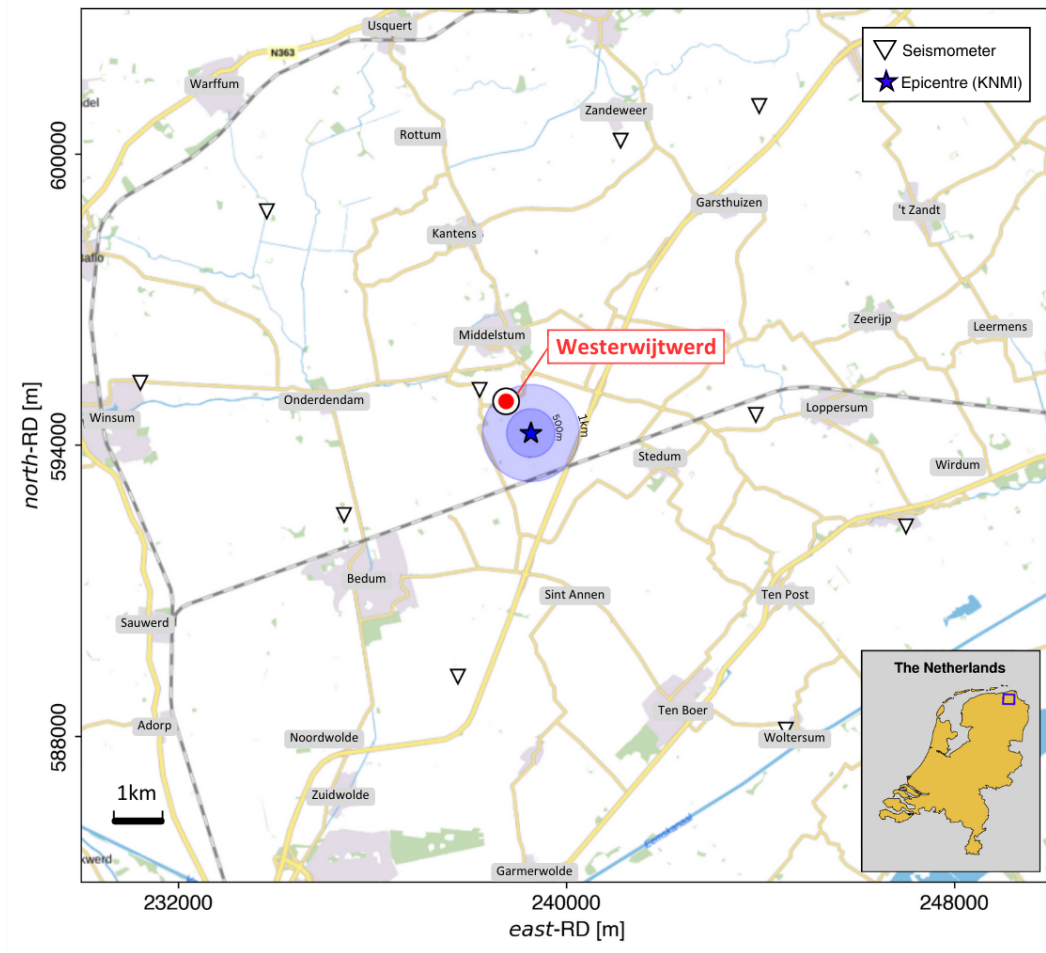 Usquert
N363
Warffum
Seismometer
Epicentre (KNMI)
Zandeweer
Rottum
600000
Garsthuizen
't Zandt
Kantens
Zeerijp
Leermens
Middelstum
Westerwijtwerd
Onderdendam
Winsum
Loppersum
1km
500m
594000
north-RD [m]
Stedum
Wirdum
Bedum
Sint Annen
Ten Post
Sauwerd
The Netherlands
Ten Boer
Adorp
Noordwolde
Woltersum
588000
1km
Zuidwolde
Eemskanaal
Garmerwolde
232000
240000
248000
east-RD [m]